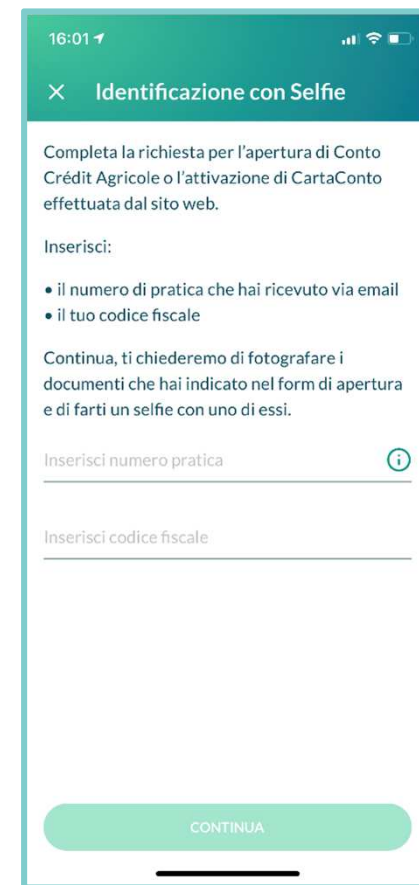 16:01
Identificazione con Selfie
Completa la richiesta per l'apertura di Conto
Crédit Agricole o l'attivazione di CartaConto
effettuata dal sito web.
Inserisci:
• il numero di pratica che hai ricevuto via email
• il tuo codice fiscale
Continua, ti chiederemo di fotografare i
documenti che hai indicato nel form di apertura
e di farti un selfie con uno di essi.
Inserisci numero pratica
Inserisci codice fiscale
CONTINUA